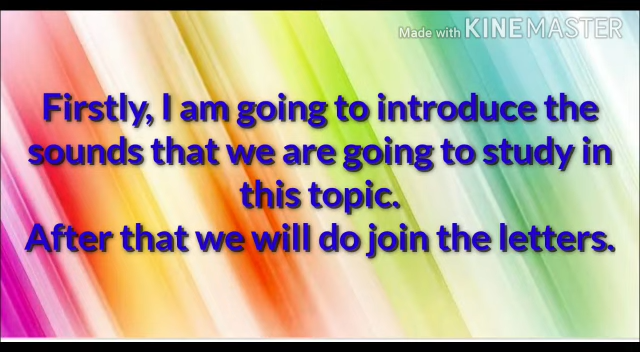 Made with KINEMASTER
Firstly, I am going to introduce the
sounds that we are going to study in
this topic.
After that we will do join the letters.